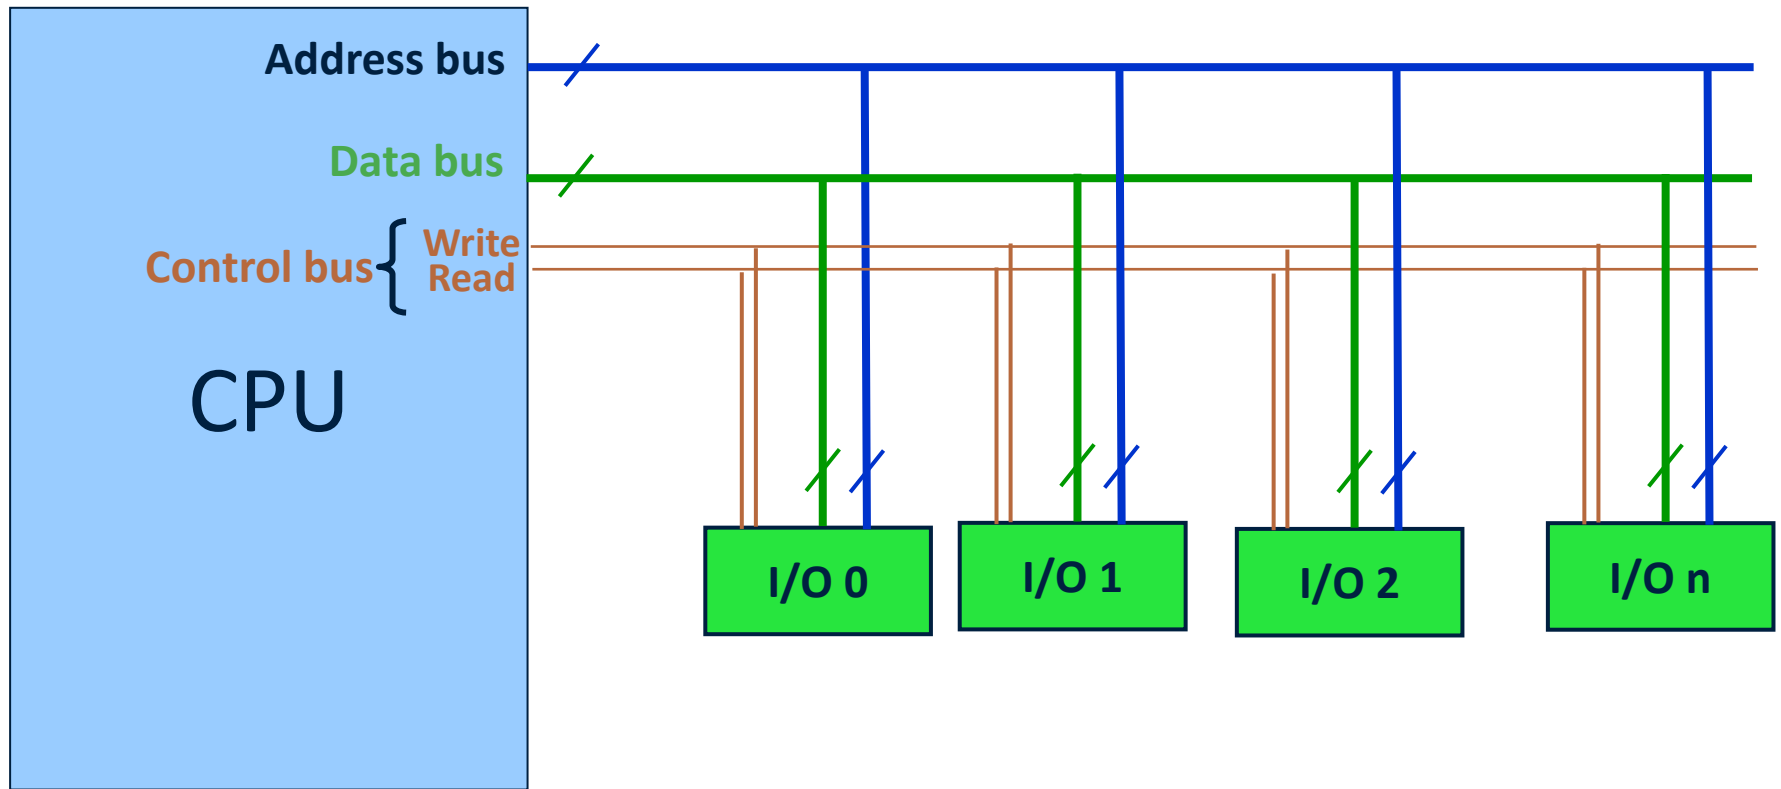 Address bus
Data bus
Control bus
Write
Read
CPU
I/O 0
I/O 1
I/O 2
I/O n